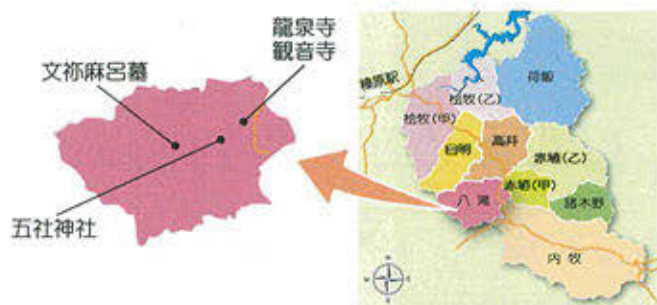 龍泉寺
観音寺
文祢麻呂墓
五社神社
榛原駅
荷阪
桧牧(乙)
桧牧(甲)
自明
高井
赤埴(乙)
赤埴(甲)
八滝
諸木野
内牧